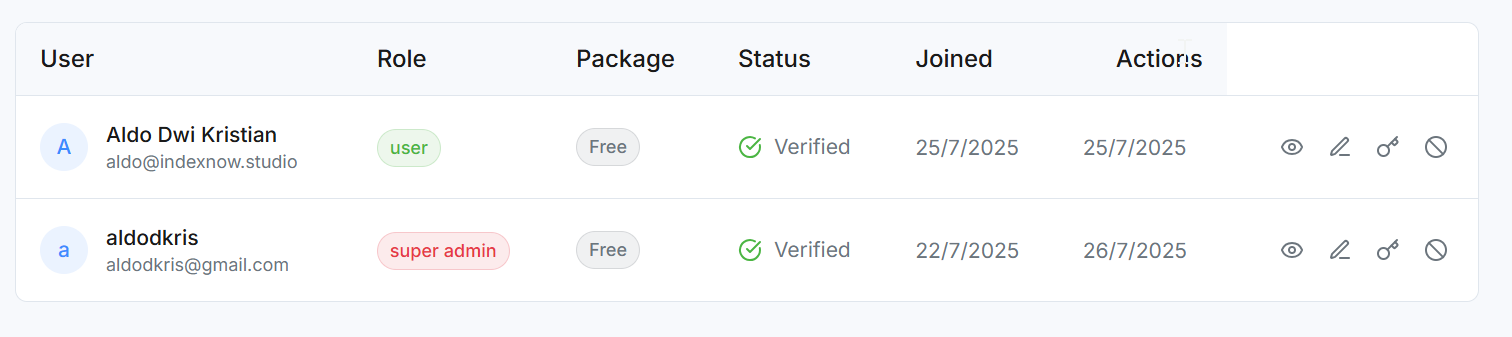 User Role Package Status Joined Actions
A Aldo Dwi Kristian user Free Verified 25/7/2025 25/7/2025
aldo@indexnow.studio
a aldodkris super admin Free Verified 22/7/2025 26/7/2025
aldodkris@gmail.com